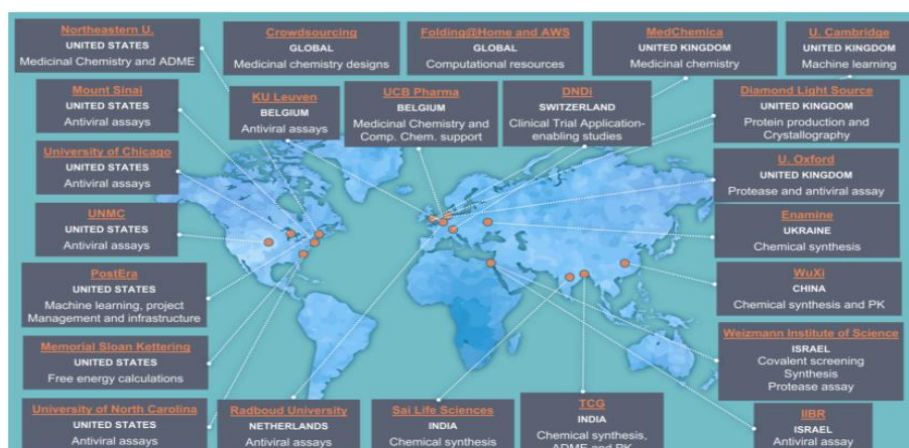 Northeastern U.
UNITED STATES
Medicinal Chemistry and ADME
Crowdsourcing
GLOBAL
Medicinal chemistry designs
Folding@Home and AWS
GLOBAL
Computational resources
MedChemica
UNITED KINGDOM
Medicinal chemistry
U. Cambridge
UNITED KINGDOM
Machine learning
Mount Sinai
UNITED STATES
Antiviral assays
KU Leuven
BELGIUM
Antiviral assays
UCB Pharma
BELGIUM
Medicinal Chemistry and
Comp. Chem. support
DNDi
SWITZERLAND
Clinical Trial Application-
enabling studies
Diamond Light Source
UNITED KINGDOM
Protein production and
Crystallography
University of Chicago
UNITED STATES
Antiviral assays
U. Oxford
UNITED KINGDOM
Protease and antiviral assay
UNMC
UNITED STATES
Antiviral assays
Enamine
UKRAINE
Chemical synthesis
PostEra
UNITED STATES
Machine learning, project
Management and infrastructure
WuXi
CHINA
Chemical synthesis and PK
Memorial Sloan Kettering
UNITED STATES
Free energy calculations
Weizmann Institute of Science
ISRAEL
Covalent screening
Synthesis
Protease assay
University of North Carolina
UNITED STATES
Antiviral assays
Radboud University
NETHERLANDS
Antiviral assays
Sai Life Sciences
INDIA
Chemical synthesis
TCG
INDIA
Chemical synthesis,
ADME and PK
IIBR
ISRAEL
Antiviral assay